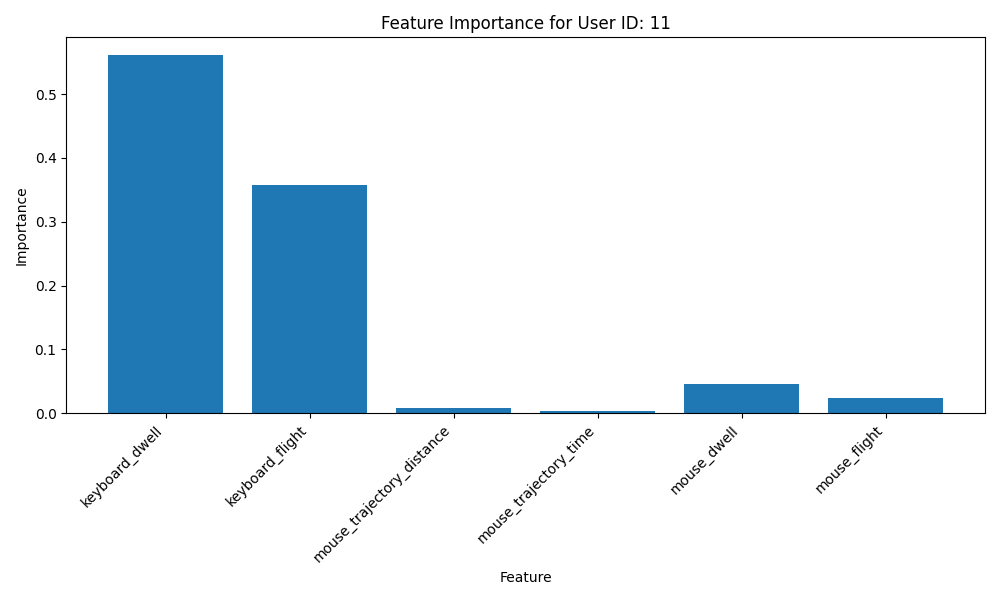 Feature Importance for User ID: 11
Importance
0.5
0.4
0.3
0.2
0.1
0.0
keyboard_dwell
keyboard_flight
mouse_trajectory_distance
mouse_trajectory_time
mouse_dwell
mouse_flight
Feature